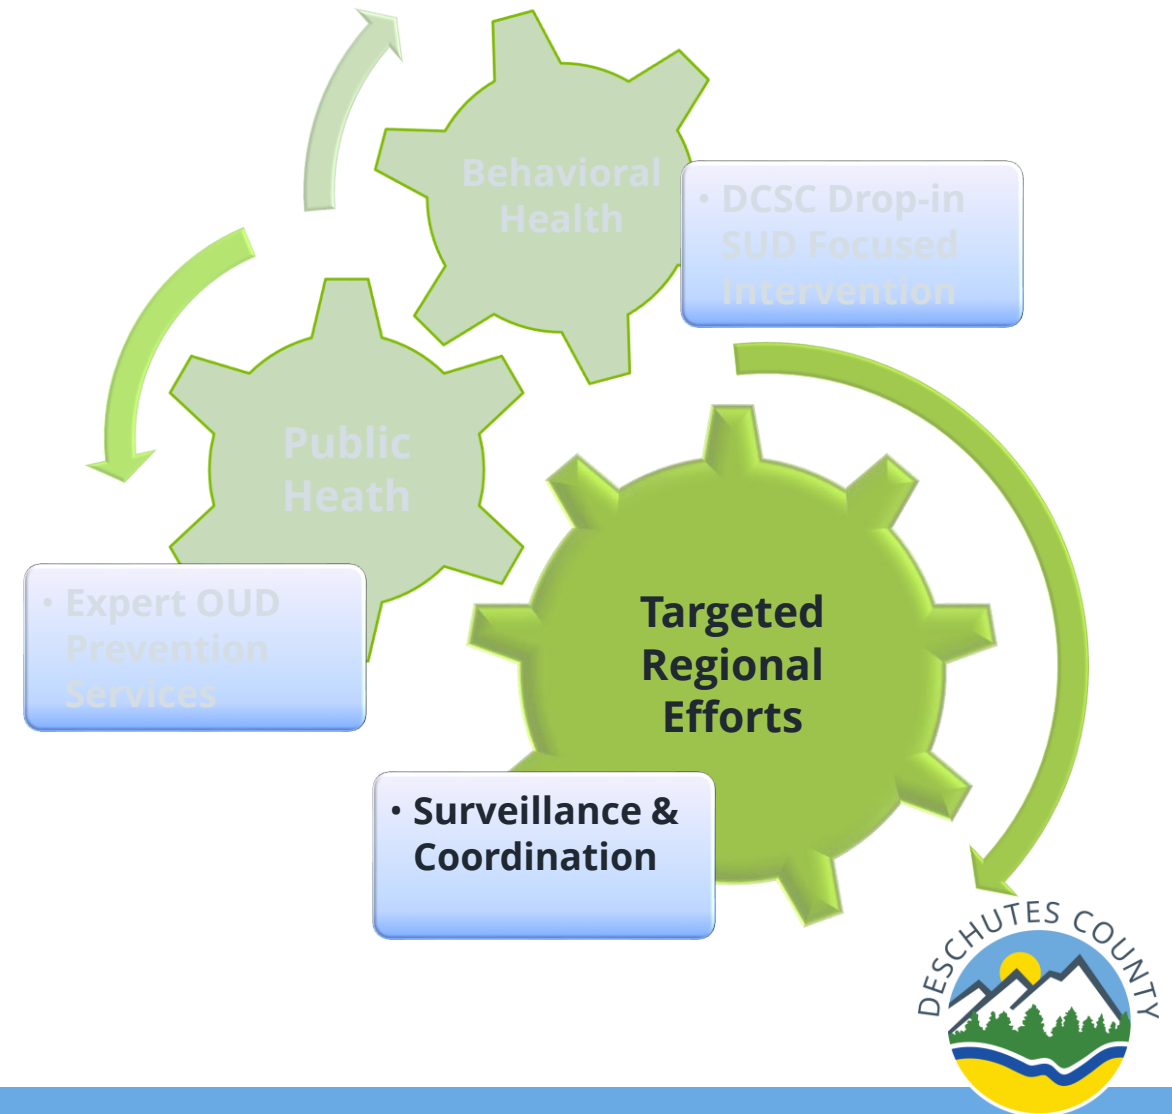 Behavioral
Health
• DCSC Drop-in
SUD Focused
Intervention
Public
Heath
• Expert OUD
Prevention
Services
Targeted
Regional
Efforts
• Surveillance &
Coordination
DESCHUTES COUNTY